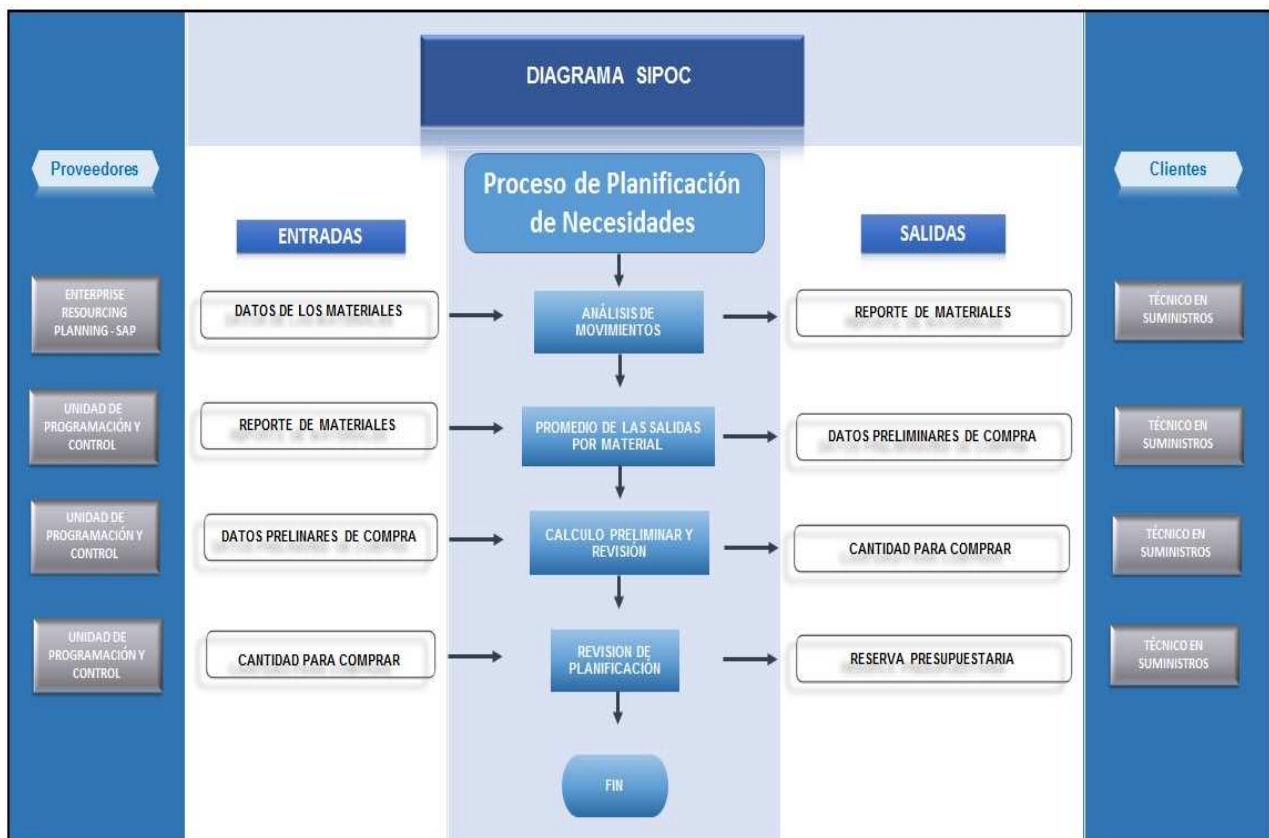 DIAGRAMA SIPOC
Proveedores
Clientes
Proceso de Planificación
de Necesidades
ENTRADAS
SALIDAS
ENTERPRISE
RESOURCING
PLANNING - SAP
DATOS DE LOS MATERIALES
ANÁLISIS DE
MOVIMIENTOS
REPORTE DE MATERIALES
TÉCNICO EN
SUMINISTROS
UNIDAD DE
PROGRAMACIÓN Y
CONTROL
REPORTE DE MATERIALES
PROMEDIO DE LAS SALIDAS
POR MATERIAL
DATOS PRELIMINARES DE COMPRA
TÉCNICO EN
SUMINISTROS
UNIDAD DE
PROGRAMACIÓN Y
CONTROL
DATOS PRELINARES DE COMPRA
CALCULO PRELIMINAR Y
REVISIÓN
CANTIDAD PARA COMPRAR
TÉCNICO EN
SUMINISTROS
UNIDAD DE
PROGRAMACIÓN Y
CONTROL
CANTIDAD PARA COMPRAR
REVISION DE
PLANIFICACIÓN
RESERVA PRESUPUESTARIA
TÉCNICO EN
SUMINISTROS
FIN